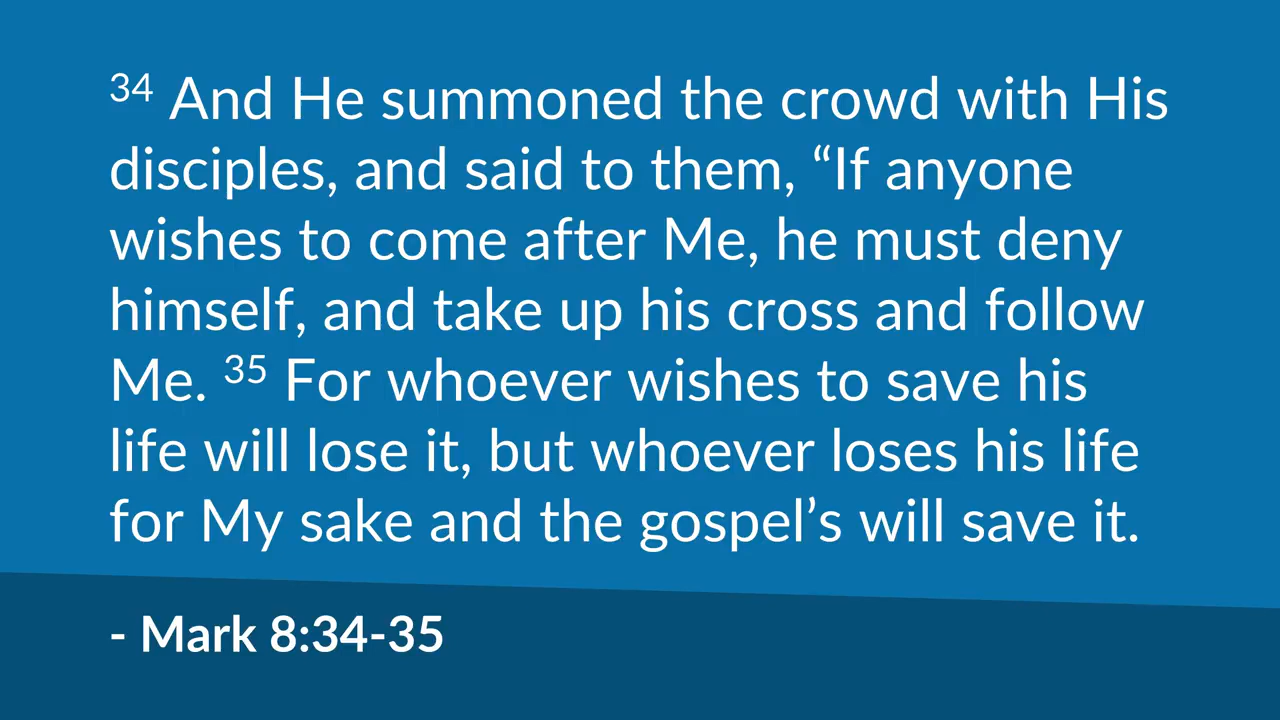 34 And He summoned the crowd with His
disciples, and said to them, “If anyone
wishes to come after Me, he must deny
himself, and take up his cross and follow
Me. 35 For whoever wishes to save his
life will lose it, but whoever loses his life
for My sake and the gospel’s will save it.
- Mark 8:34-35